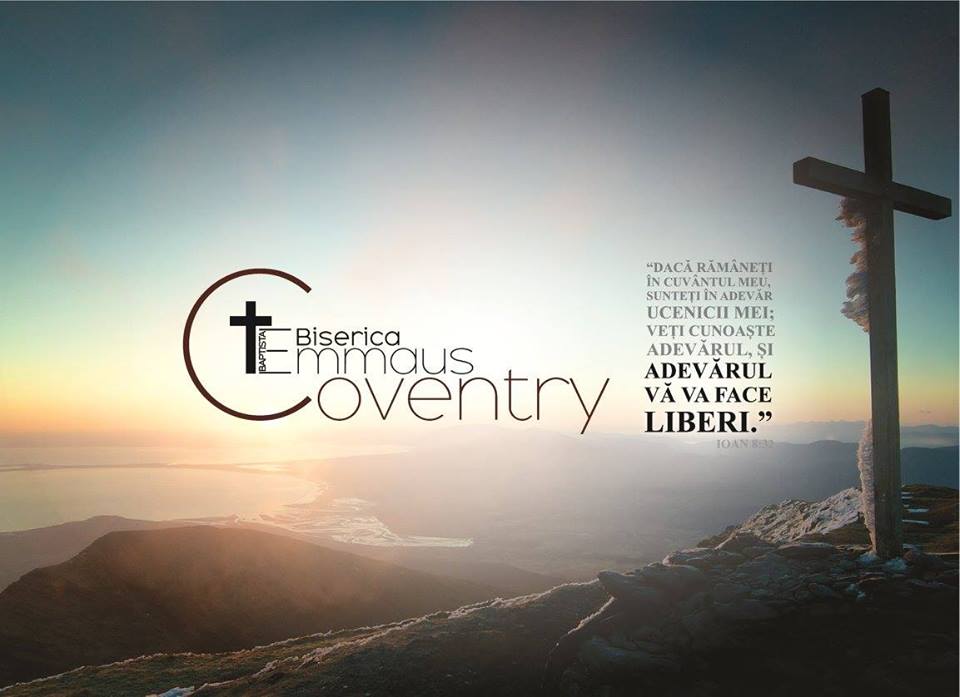 Biserica
BAPTISTA
Emmaus
Coventry
“DACĂ RĂMÂNEȚI
ÎN CUVÂNTUL MEU,
SUNTEȚI ÎN ADEVĂR
UCENICII MEI;
VEȚI CUNOAȘTE
ADEVĂRUL, ȘI
ADEVĂRUL
VĂ VA FACE
LIBERI.”
IOAN 8:32